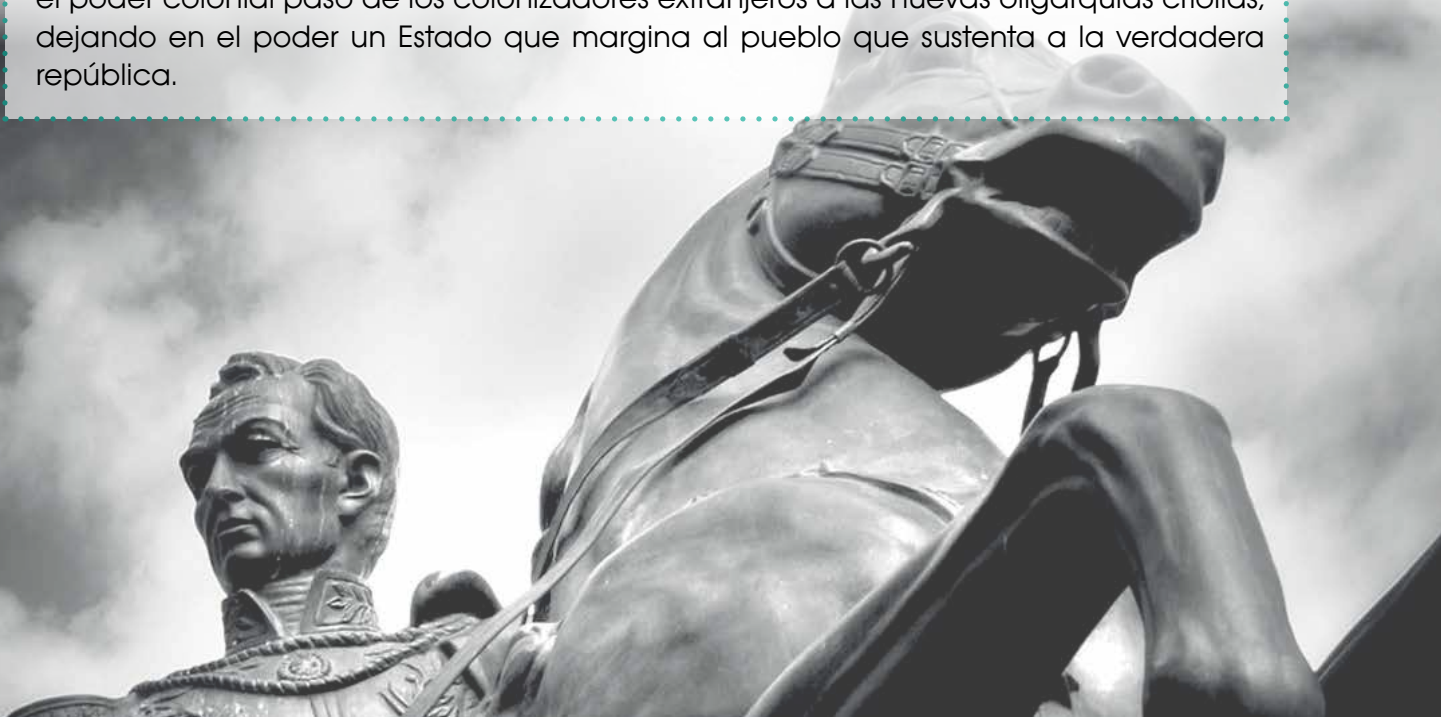 el poder colonial pasó de los colonizadores extranjeros a las nuevas oligarquías criollas,
dejando en el poder un Estado que margina al pueblo que sustenta a la verdadera
república.